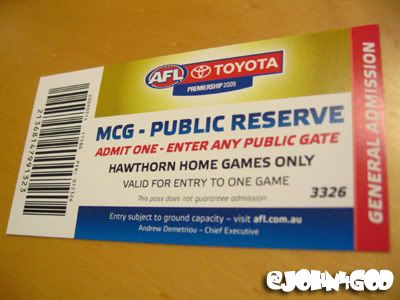 AFL TOYOTA
PREMIERSHIP 2009
MCG - PUBLIC RESERVE
ADMIT ONE - ENTER ANY PUBLIC GATE
HAWTHORN HOME GAMES ONLY
VALID FOR ENTRY TO ONE GAME
This pass does not guarantee admission
3326
Entry subject to ground capacity – visit afl.com.au
Andrew Demetriou – Chief Executive
GENERAL ADMISSION
@JOHN4GOD